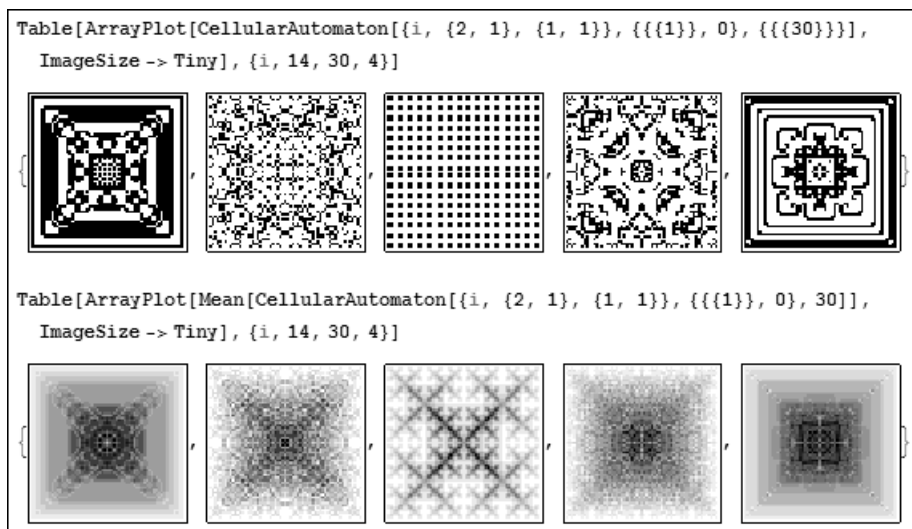 Table[ArrayPlot[CellularAutomaton[{i, {2, 1}, {1, 1}}, {{{1}}, 0}, {{{30}}}],
ImageSize -> Tiny], {i, 14, 30, 4}]
{ , , , , }
Table[ArrayPlot[Mean[CellularAutomaton[{i, {2, 1}, {1, 1}}, {{{1}}, 0}, 30]],
ImageSize -> Tiny], {i, 14, 30, 4}]
{ , , , , }